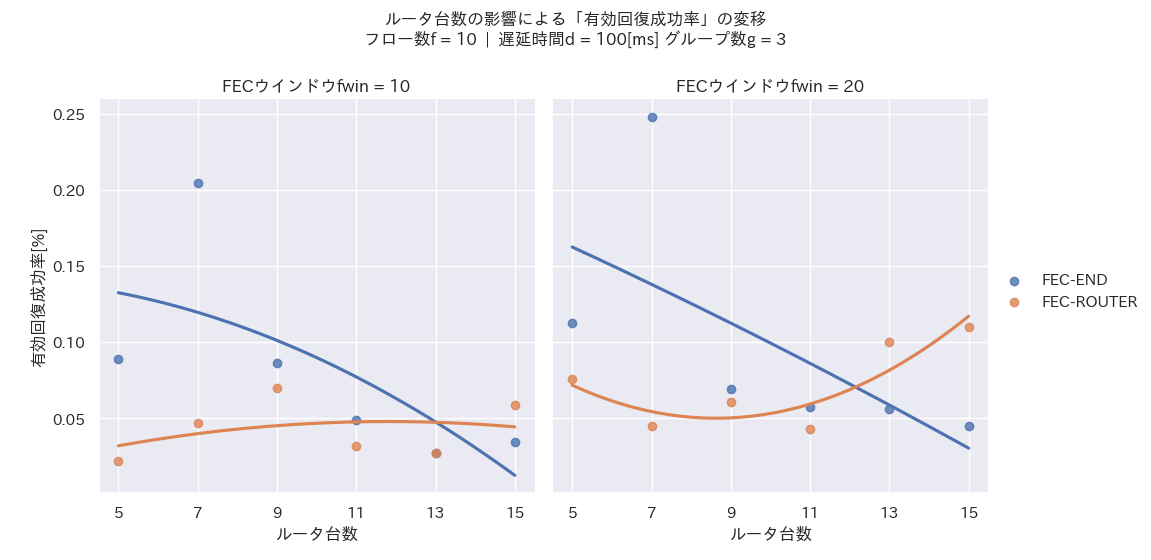 ルータ台数の影響による「有効回復成功率」の変移
フロー数f = 10 | 遅延時間d = 100[ms] グループ数g = 3
FECウインドウfwin = 10
FECウインドウfwin = 20
0.25
0.20
0.15
0.10
0.05
有効回復成功率[%]
5 7 9 11 13 15
5 7 9 11 13 15
ルータ台数
ルータ台数
FEC-END
FEC-ROUTER